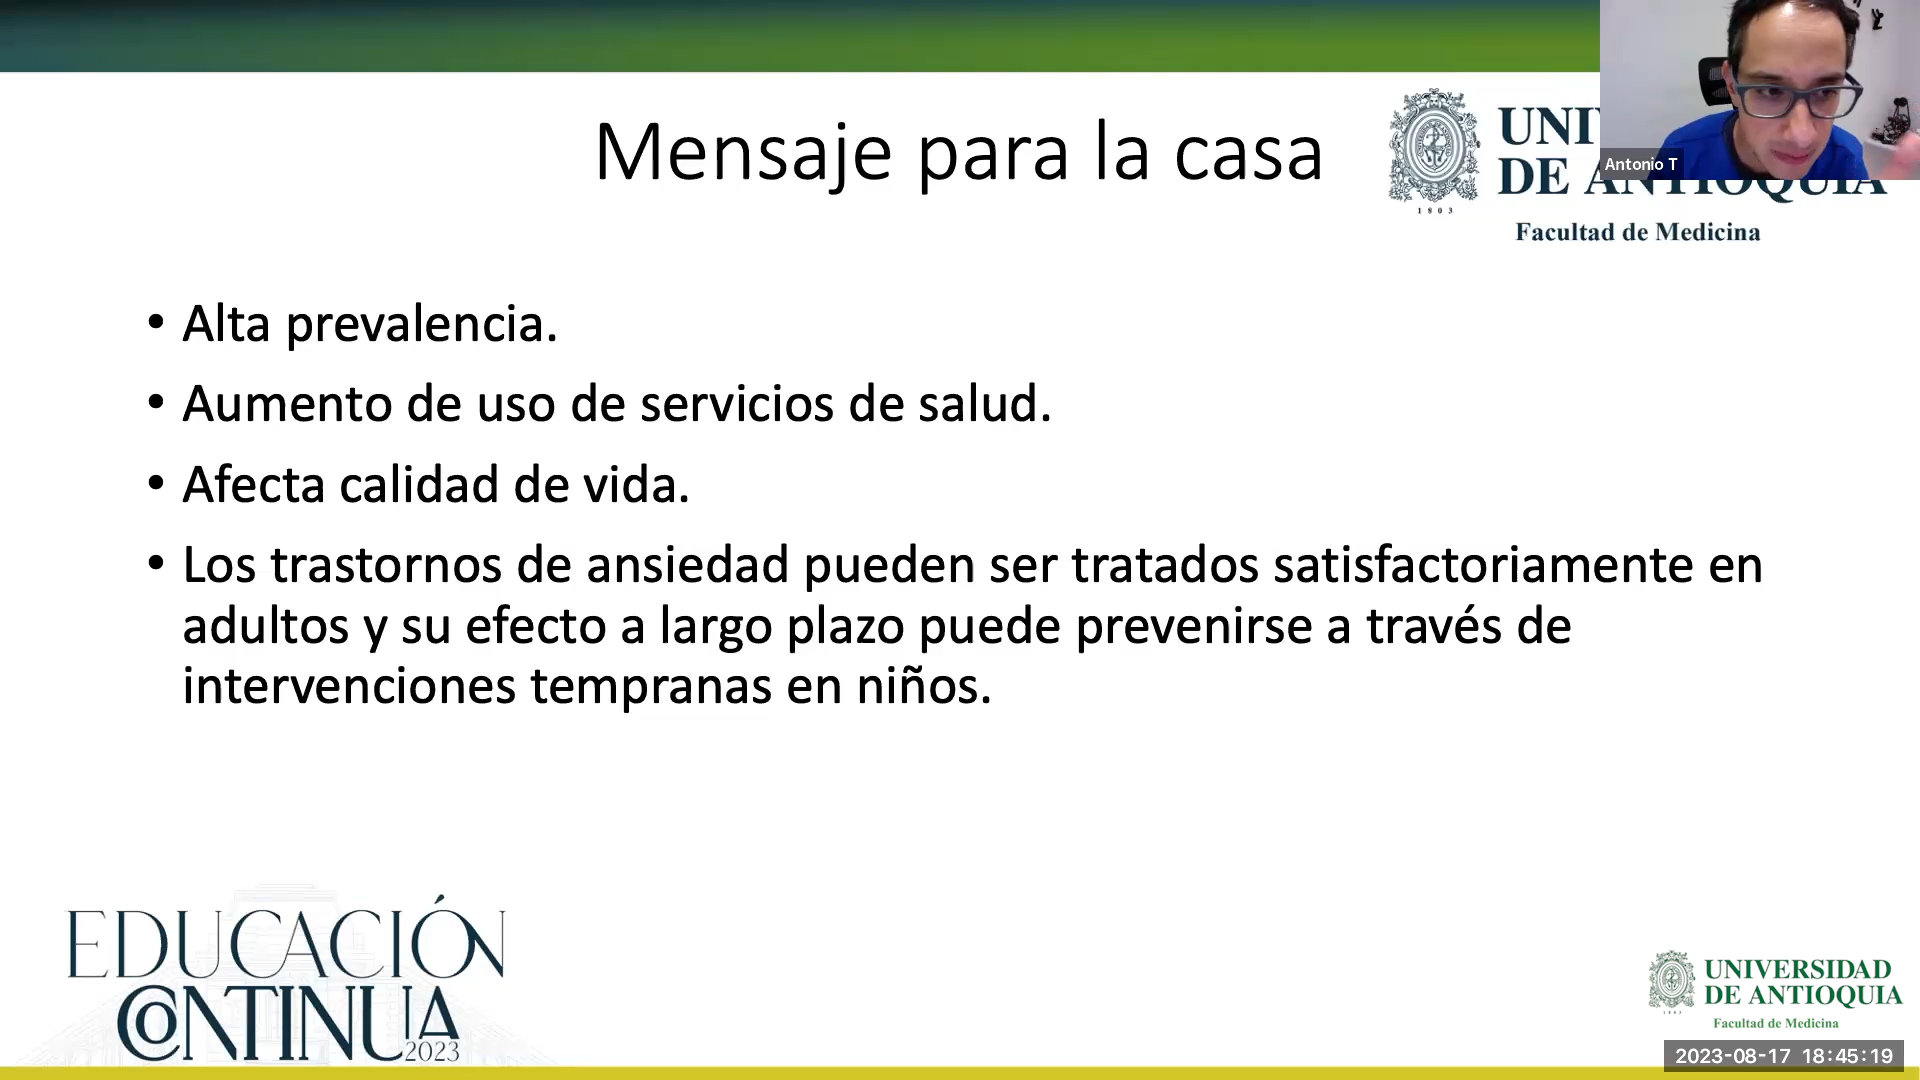 Mensaje para la casa
UNI
DE ANTIOQUIA
1803
Facultad de Medicina
Antonio T
• Alta prevalencia.
• Aumento de uso de servicios de salud.
• Afecta calidad de vida.
• Los trastornos de ansiedad pueden ser tratados satisfactoriamente en
adultos y su efecto a largo plazo puede prevenirse a través de
intervenciones tempranas en niños.
EDUCACIÓN
CONTINUA
2023
UNIVERSIDAD
DE ANTIOQUIA
Facultad de Medicina
2023-08-17 18:45:19